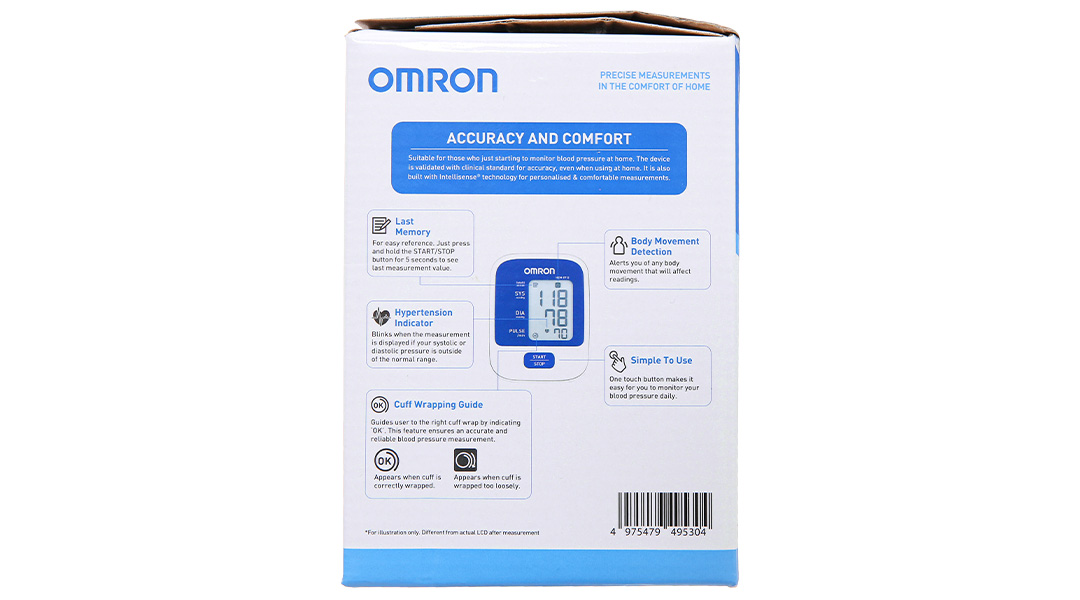 OMRON
PRECISE MEASUREMENTS
IN THE COMFORT OF HOME
ACCURACY AND COMFORT
Suitable for those who just starting to monitor blood pressure at home. The device
is validated with clinical standard for accuracy, even when using at home. It is also
built with Intellisense® technology for personalised & comfortable measurements.
Last
Memory
For easy reference. Just press
and hold the START/STOP
button for 5 seconds to see
last measurement value.
Body Movement
Detection
Alerts you of any body
movement that will affect
readings.
OMRON
SYS
118
DIA
78
PULSE
70
START
STOP
Hypertension
Indicator
Blinks when the measurement
is displayed if your systolic or
diastolic pressure is outside
of the normal range.
Simple To Use
One touch button makes it
easy for you to monitor your
blood pressure daily.
OK
Cuff Wrapping Guide
Guides user to the right cuff wrap by indicating
'OK'. This feature ensures an accurate and
reliable blood pressure measurement.
OK
Appears when cuff is
correctly wrapped.
Appears when cuff is
wrapped too loosely.
*For illustration only. Different from actual LCD after measurement
4 975479 495304